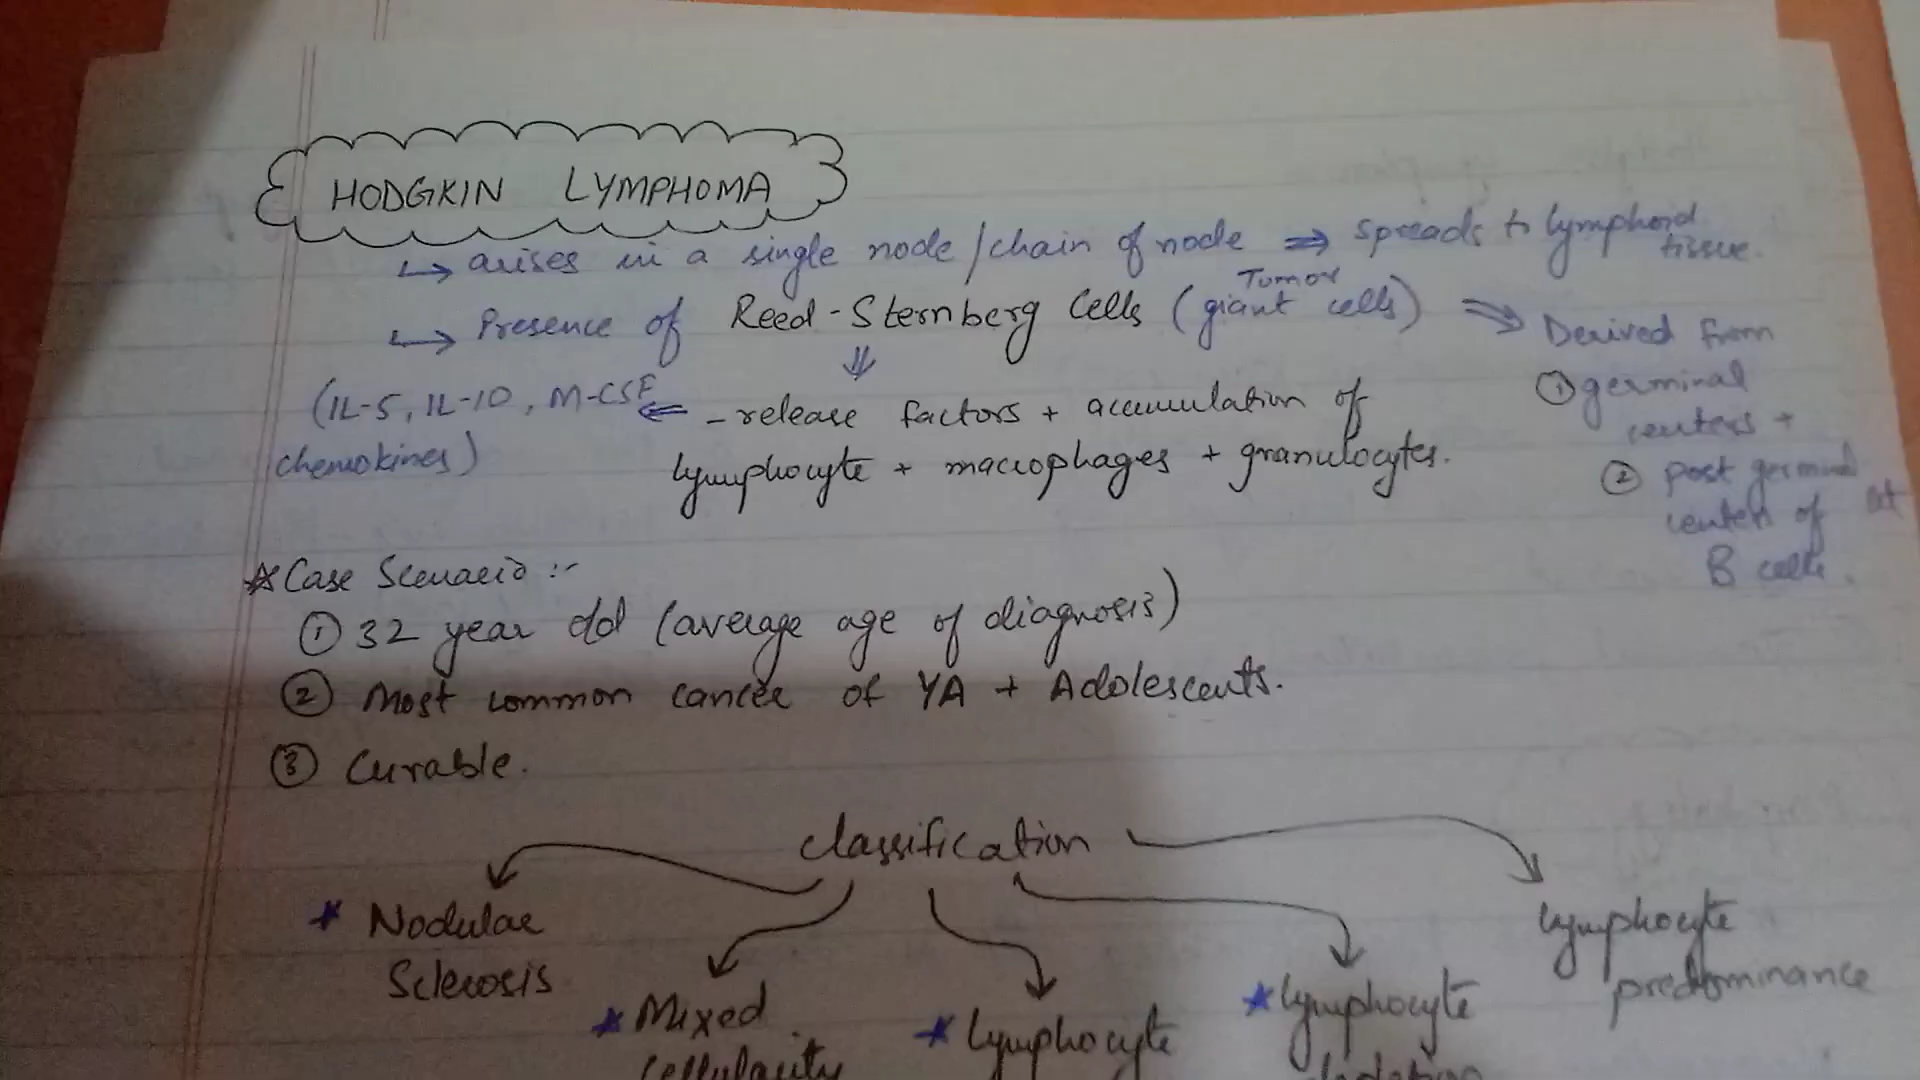 HODGKIN LYMPHOMA
↳ arises in a single node/chain of node ⇒ spreads to lymphoid tissue.
↳ Presence of Reed-Sternberg Cells (Tumor giant cells) ⇒ Derived from
① germinal centers +
② post germinal
centers of
B cells.
⇓
- release factors + accumulation of
lymphocyte + macrophages + granulocytes.
⇐ (IL-5, IL-10, M-CSF
chemokines)
☆ Case Scenario :-
① 32 year old (average age of diagnosis)
② Most common cancer of YA + Adolescents.
③ Curable.
Classification
* Nodular
Sclerosis
* Mixed
cellularity
* Lymphocyte
* Lymphocyte
Lymphocyte
predominance